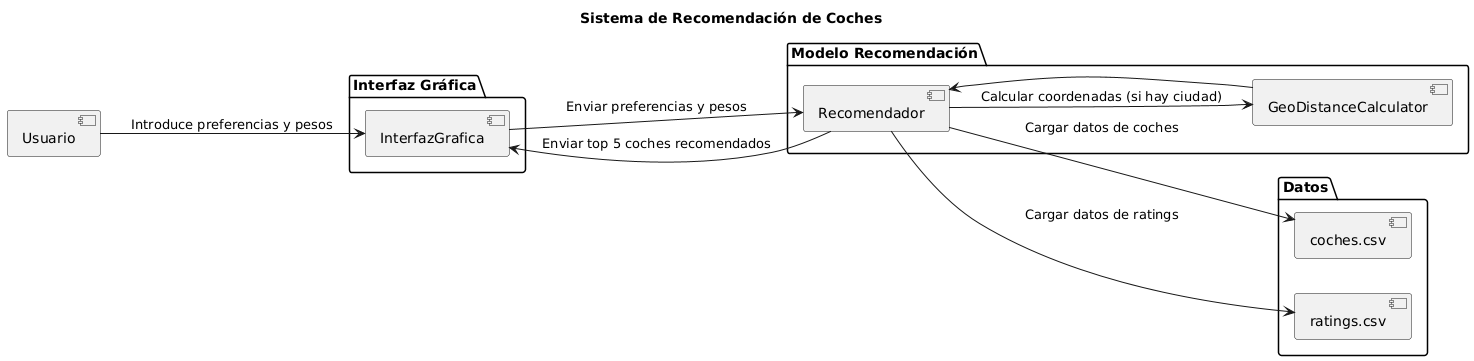 Sistema de Recomendación de Coches
Modelo Recomendación
Interfaz Gráfica
Usuario
Introduce preferencias y pesos
InterfazGrafica
Enviar preferencias y pesos
Enviar top 5 coches recomendados
Recomendador
Calcular coordenadas (si hay ciudad)
GeoDistanceCalculator
Cargar datos de coches
Cargar datos de ratings
Datos
coches.csv
ratings.csv